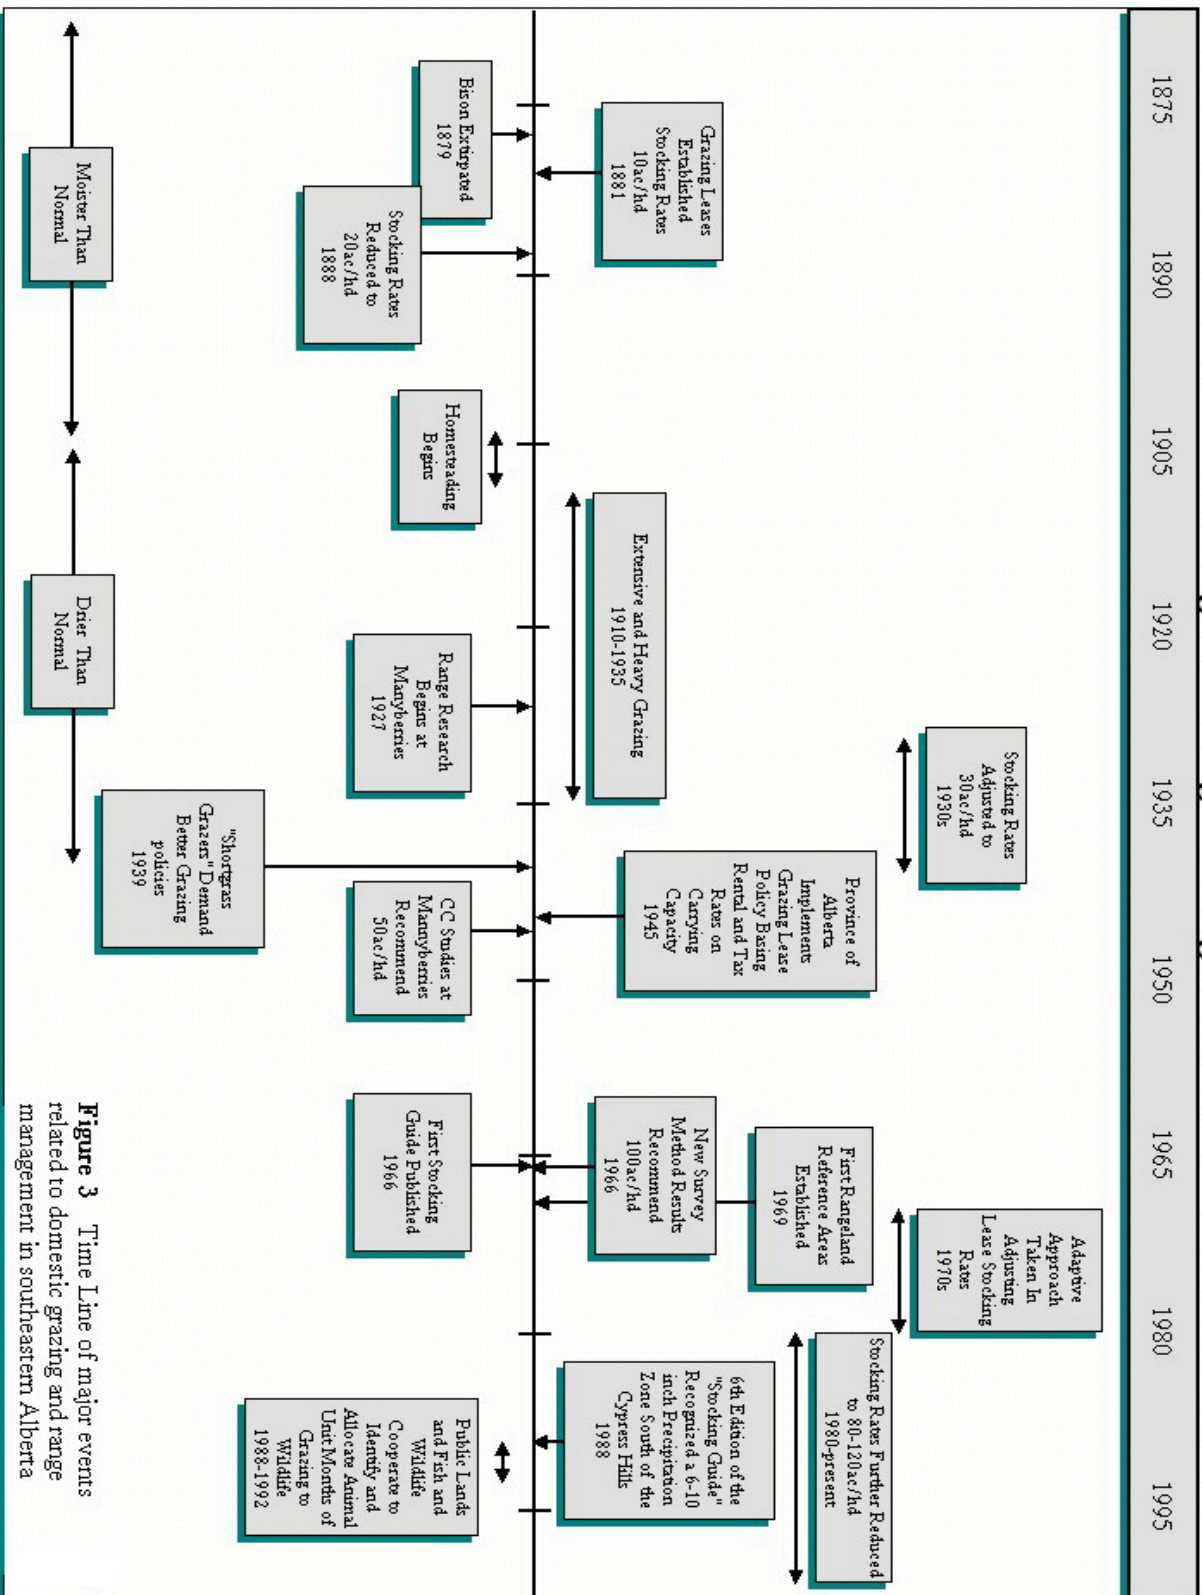 1875
1890
1905
1920
1935
1950
1965
1980
1995
Grazing Leases
Established
Stocking Rates
10ac/hd
1881
Bison Extirpated
1879
Stocking Rates
Reduced to
20ac/hd
1888
Moister Than
Normal
Homesteading
Begins
Extensive and Heavy Grazing
1910-1935
Range Research
Begins at
Manyberries
1927
Drier Than
Normal
Stocking Rates
Adjusted to
30ac/hd
1930s
"Shortgrass
Grazers" Demand
Better Grazing
policies
1939
Province of
Alberta
Implements
Grazing Lease
Policy Basing
Rental and Tax
Rates on
Carrying
Capacity
1945
CC Studies at
Mannyberries
Recommend
50ac/hd
First Stocking
Guide Published
1966
New Survey
Method Results
Recommend
100ac/hd
1966
First Rangeland
Reference Areas
Established
1969
Adaptive
Approach
Taken In
Adjusting
Lease Stocking
Rates
1970s
Stocking Rates Further Reduced
to 80-120ac/hd
1980-present
6th Edition of the
"Stocking Guide"
Recognized a 6-10
inch Precipitation
Zone South of the
Cypress Hills
1988
Public Lands
and Fish and
Wildlife
Cooperate to
Identify and
Allocate Animal
Unit Months of
Grazing to
Wildlife
1988-1992
Figure 3 Time Line of major events
related to domestic grazing and range
management in southeastern Alberta